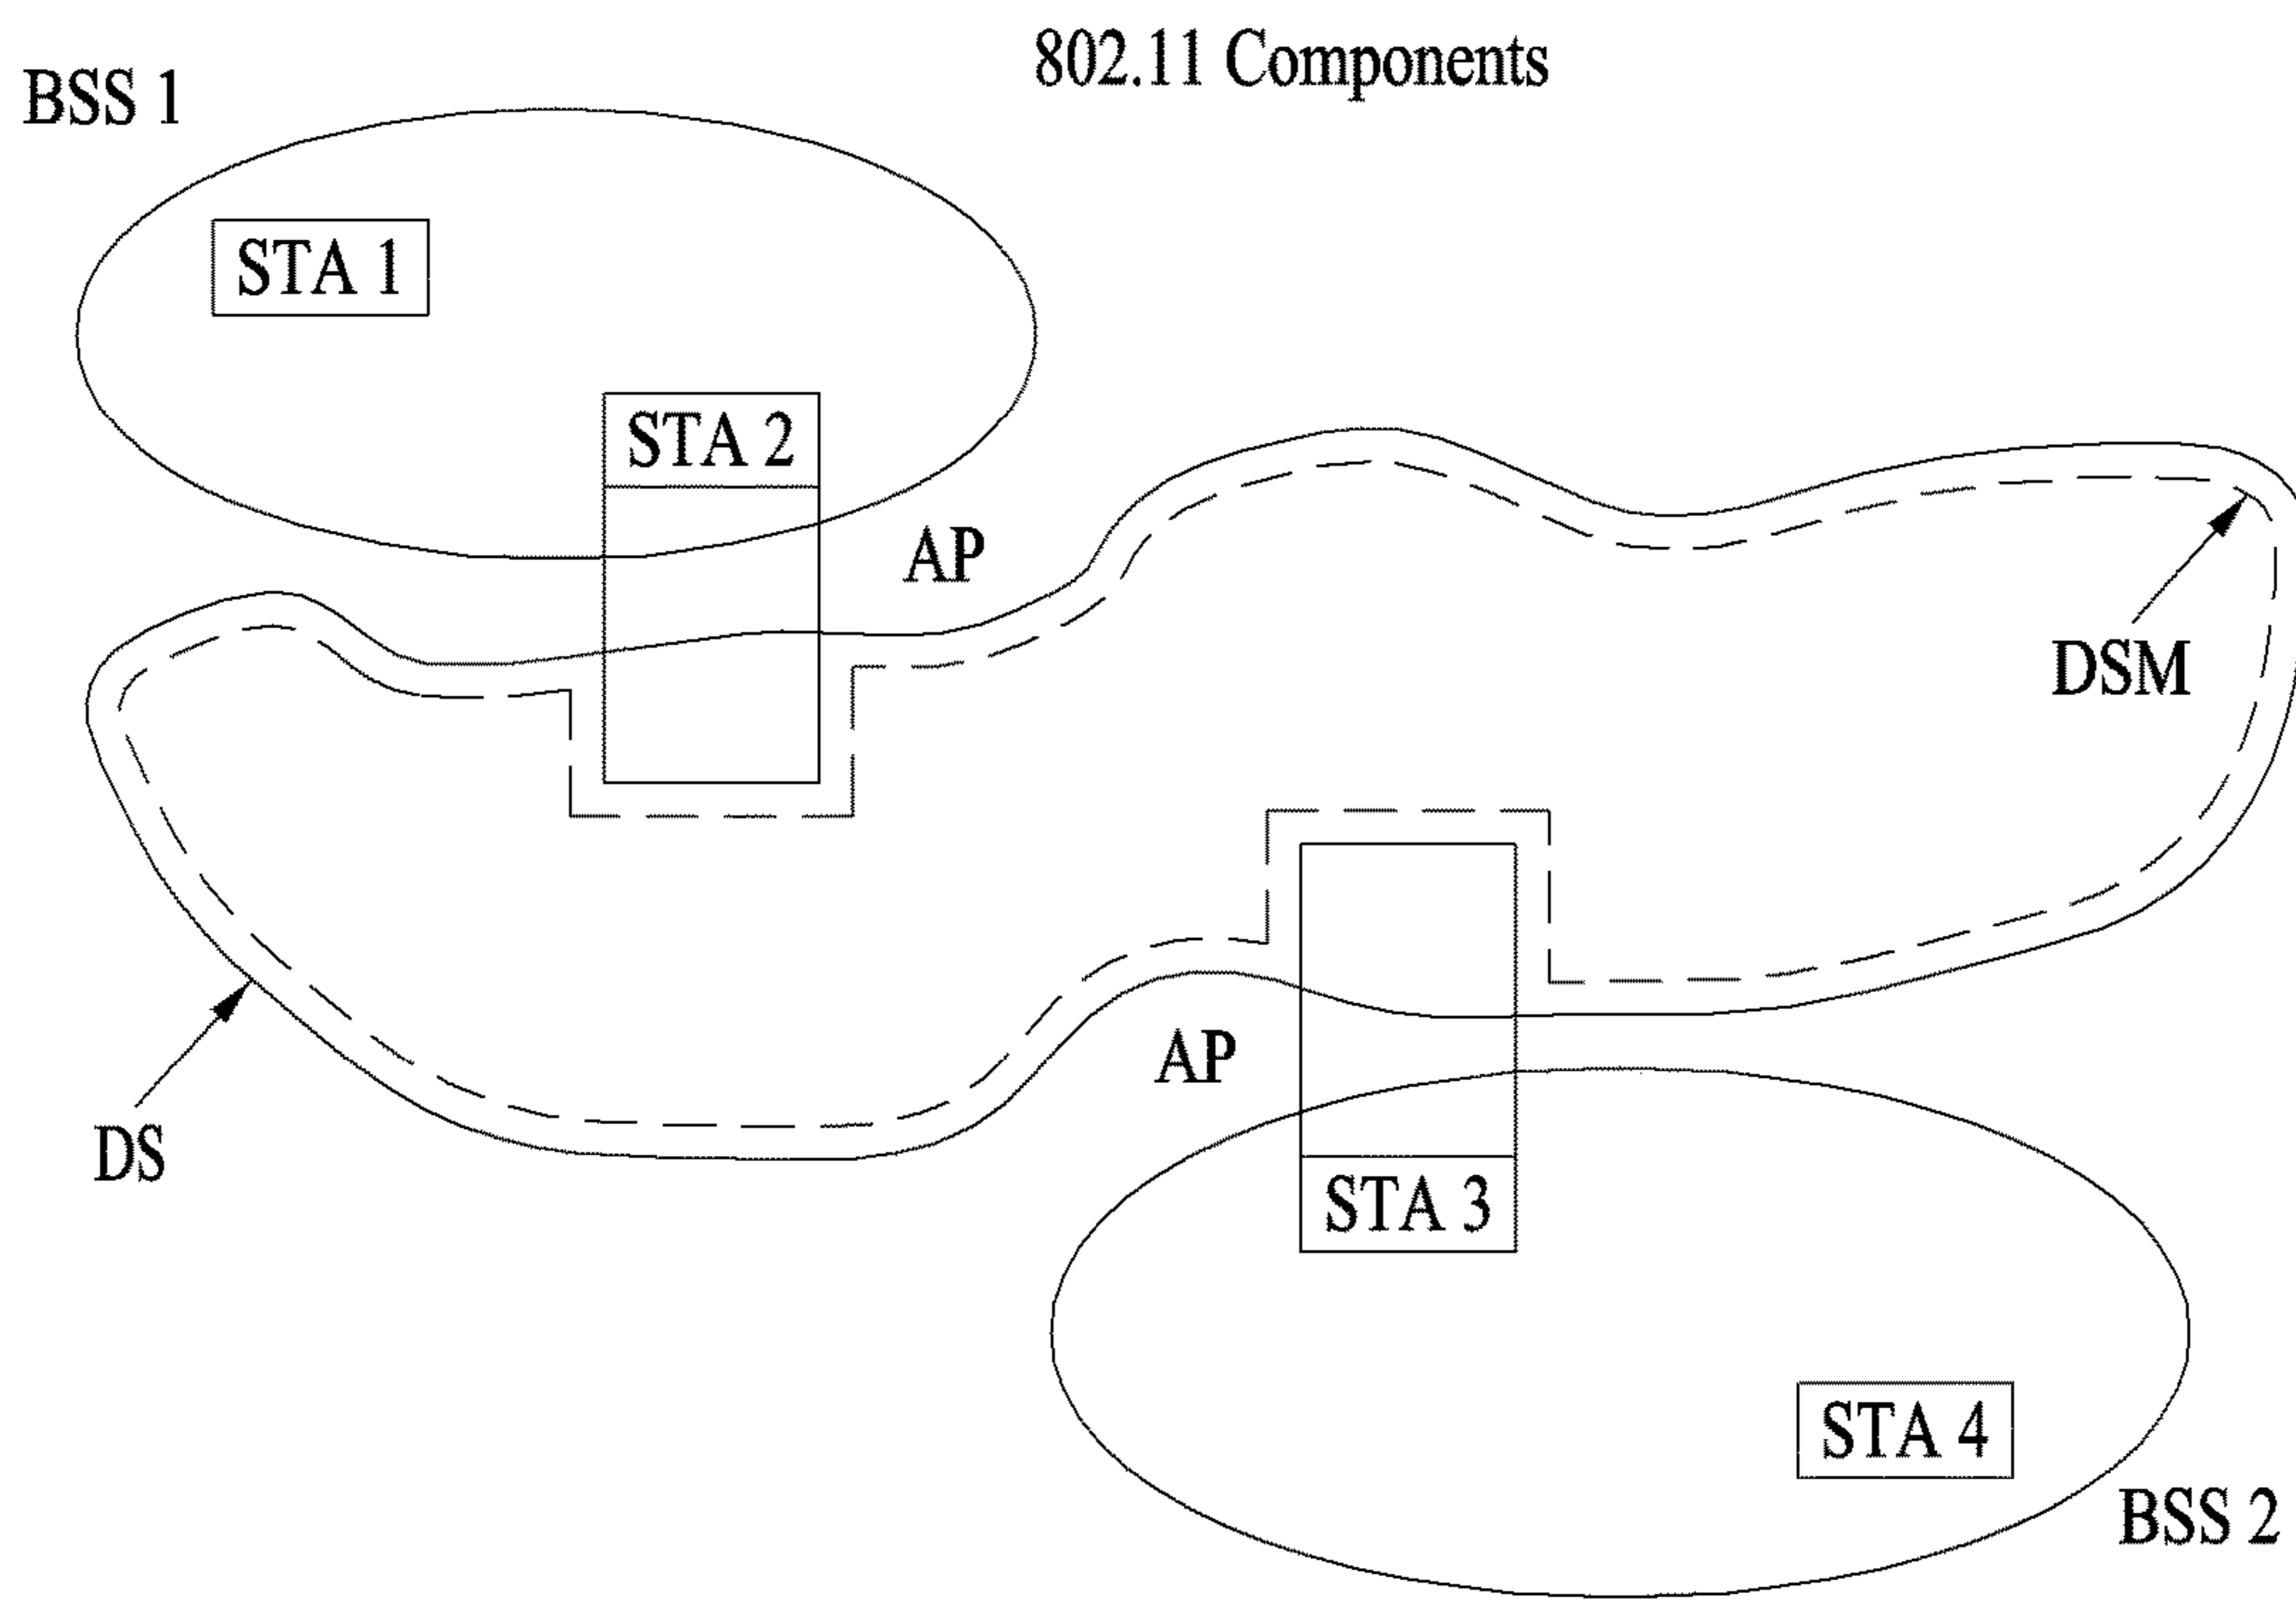 802.11 Components
BSS 1
STA 1
STA 2
AP
DSM
AP
DS
STA 3
STA 4
BSS 2